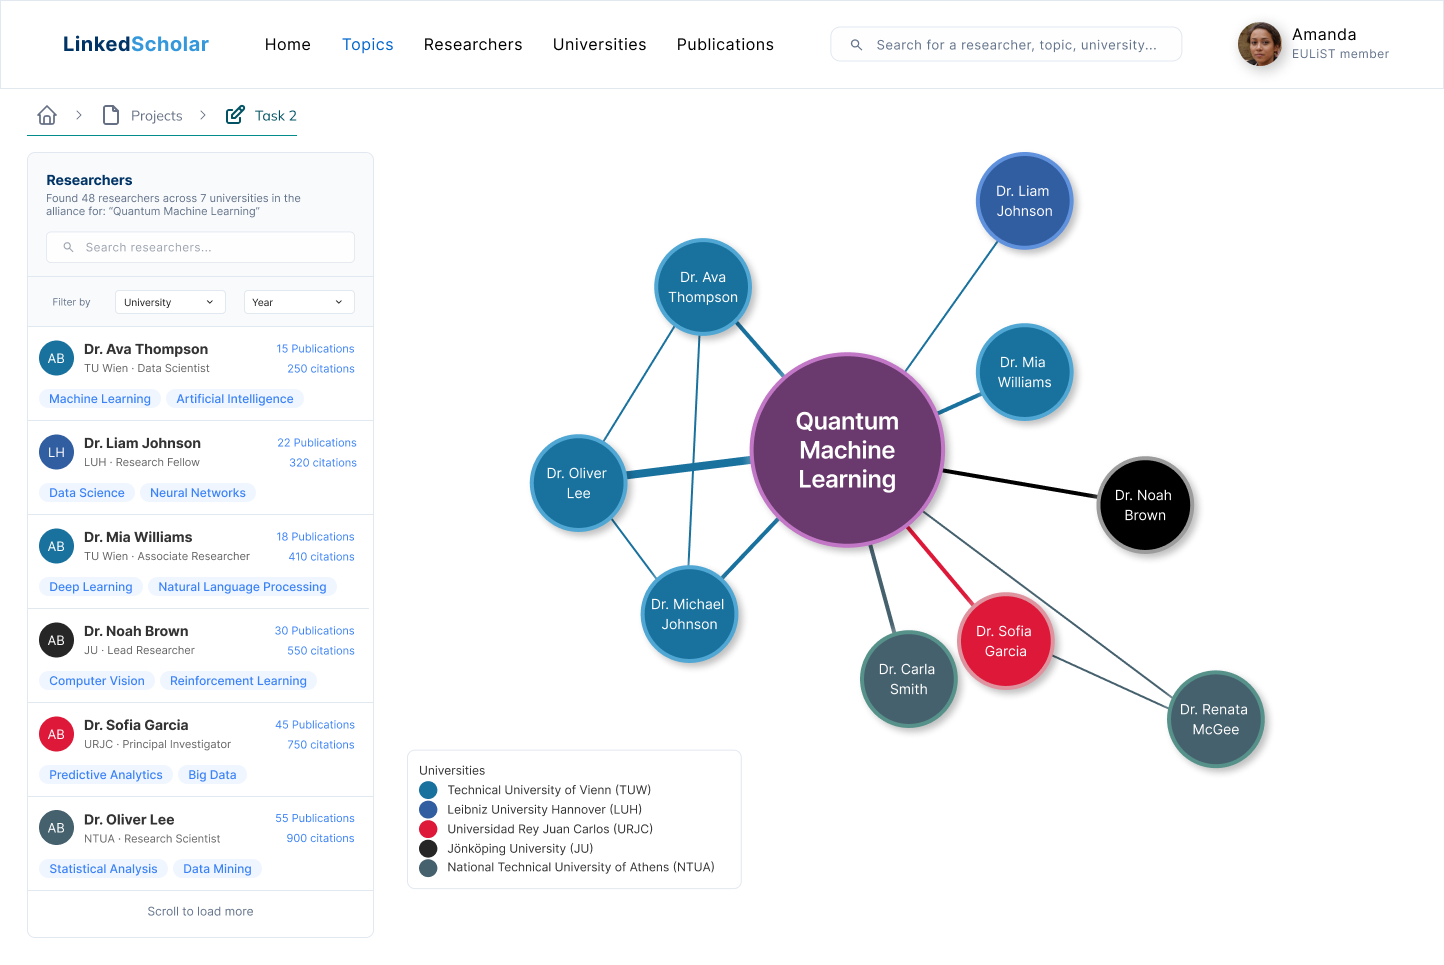 LinkedScholar
Home
Topics
Researchers
Universities
Publications
Search for a researcher, topic, university...
Amanda
EULiST member
Projects
Task 2
Researchers
Found 48 researchers across 7 universities in the
alliance for: “Quantum Machine Learning”
Search researchers...
Filter by
University
Year
AB
Dr. Ava Thompson
15 Publications
TU Wien · Data Scientist
250 citations
Machine Learning
Artificial Intelligence
LH
Dr. Liam Johnson
22 Publications
LUH · Research Fellow
320 citations
Data Science
Neural Networks
AB
Dr. Mia Williams
18 Publications
TU Wien · Associate Researcher
410 citations
Deep Learning
Natural Language Processing
AB
Dr. Noah Brown
30 Publications
JU · Lead Researcher
550 citations
Computer Vision
Reinforcement Learning
AB
Dr. Sofia Garcia
45 Publications
URJC · Principal Investigator
750 citations
Predictive Analytics
Big Data
AB
Dr. Oliver Lee
55 Publications
NTUA · Research Scientist
900 citations
Statistical Analysis
Data Mining
Scroll to load more
Dr. Liam
Johnson
Dr. Ava
Thompson
Dr. Mia
Williams
Quantum
Machine
Learning
Dr. Oliver
Lee
Dr. Noah
Brown
Dr. Michael
Johnson
Dr. Sofia
Garcia
Dr. Carla
Smith
Dr. Renata
McGee
Universities
Technical University of Vienn (TUW)
Leibniz University Hannover (LUH)
Universidad Rey Juan Carlos (URJC)
Jönköping University (JU)
National Technical University of Athens (NTUA)